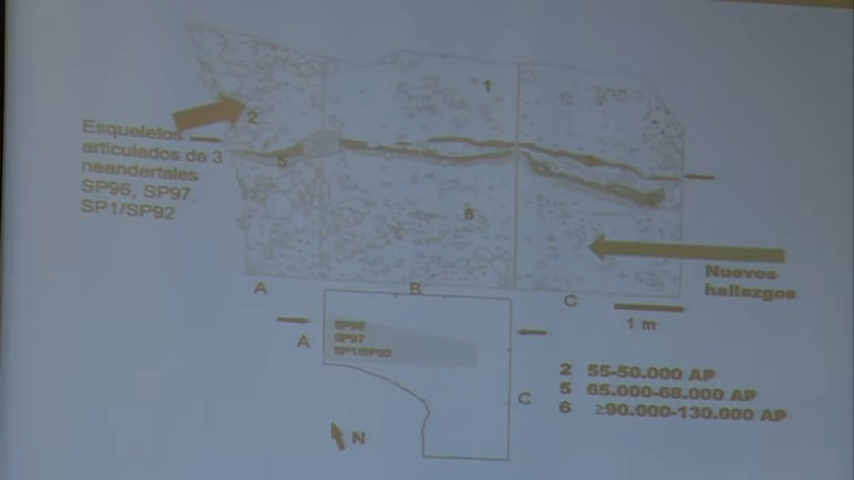 1
2
Esqueletos
articulados de 3
neandertales
SP96, SP97,
SP1/SP92
5
6
Nuevos
hallazgos
A
B
C
1 m
SP96
SP97
SP1/SP92
A
C
N
2 55-50.000 AP
5 65.000-68.000 AP
6 ≥90.000-130.000 AP